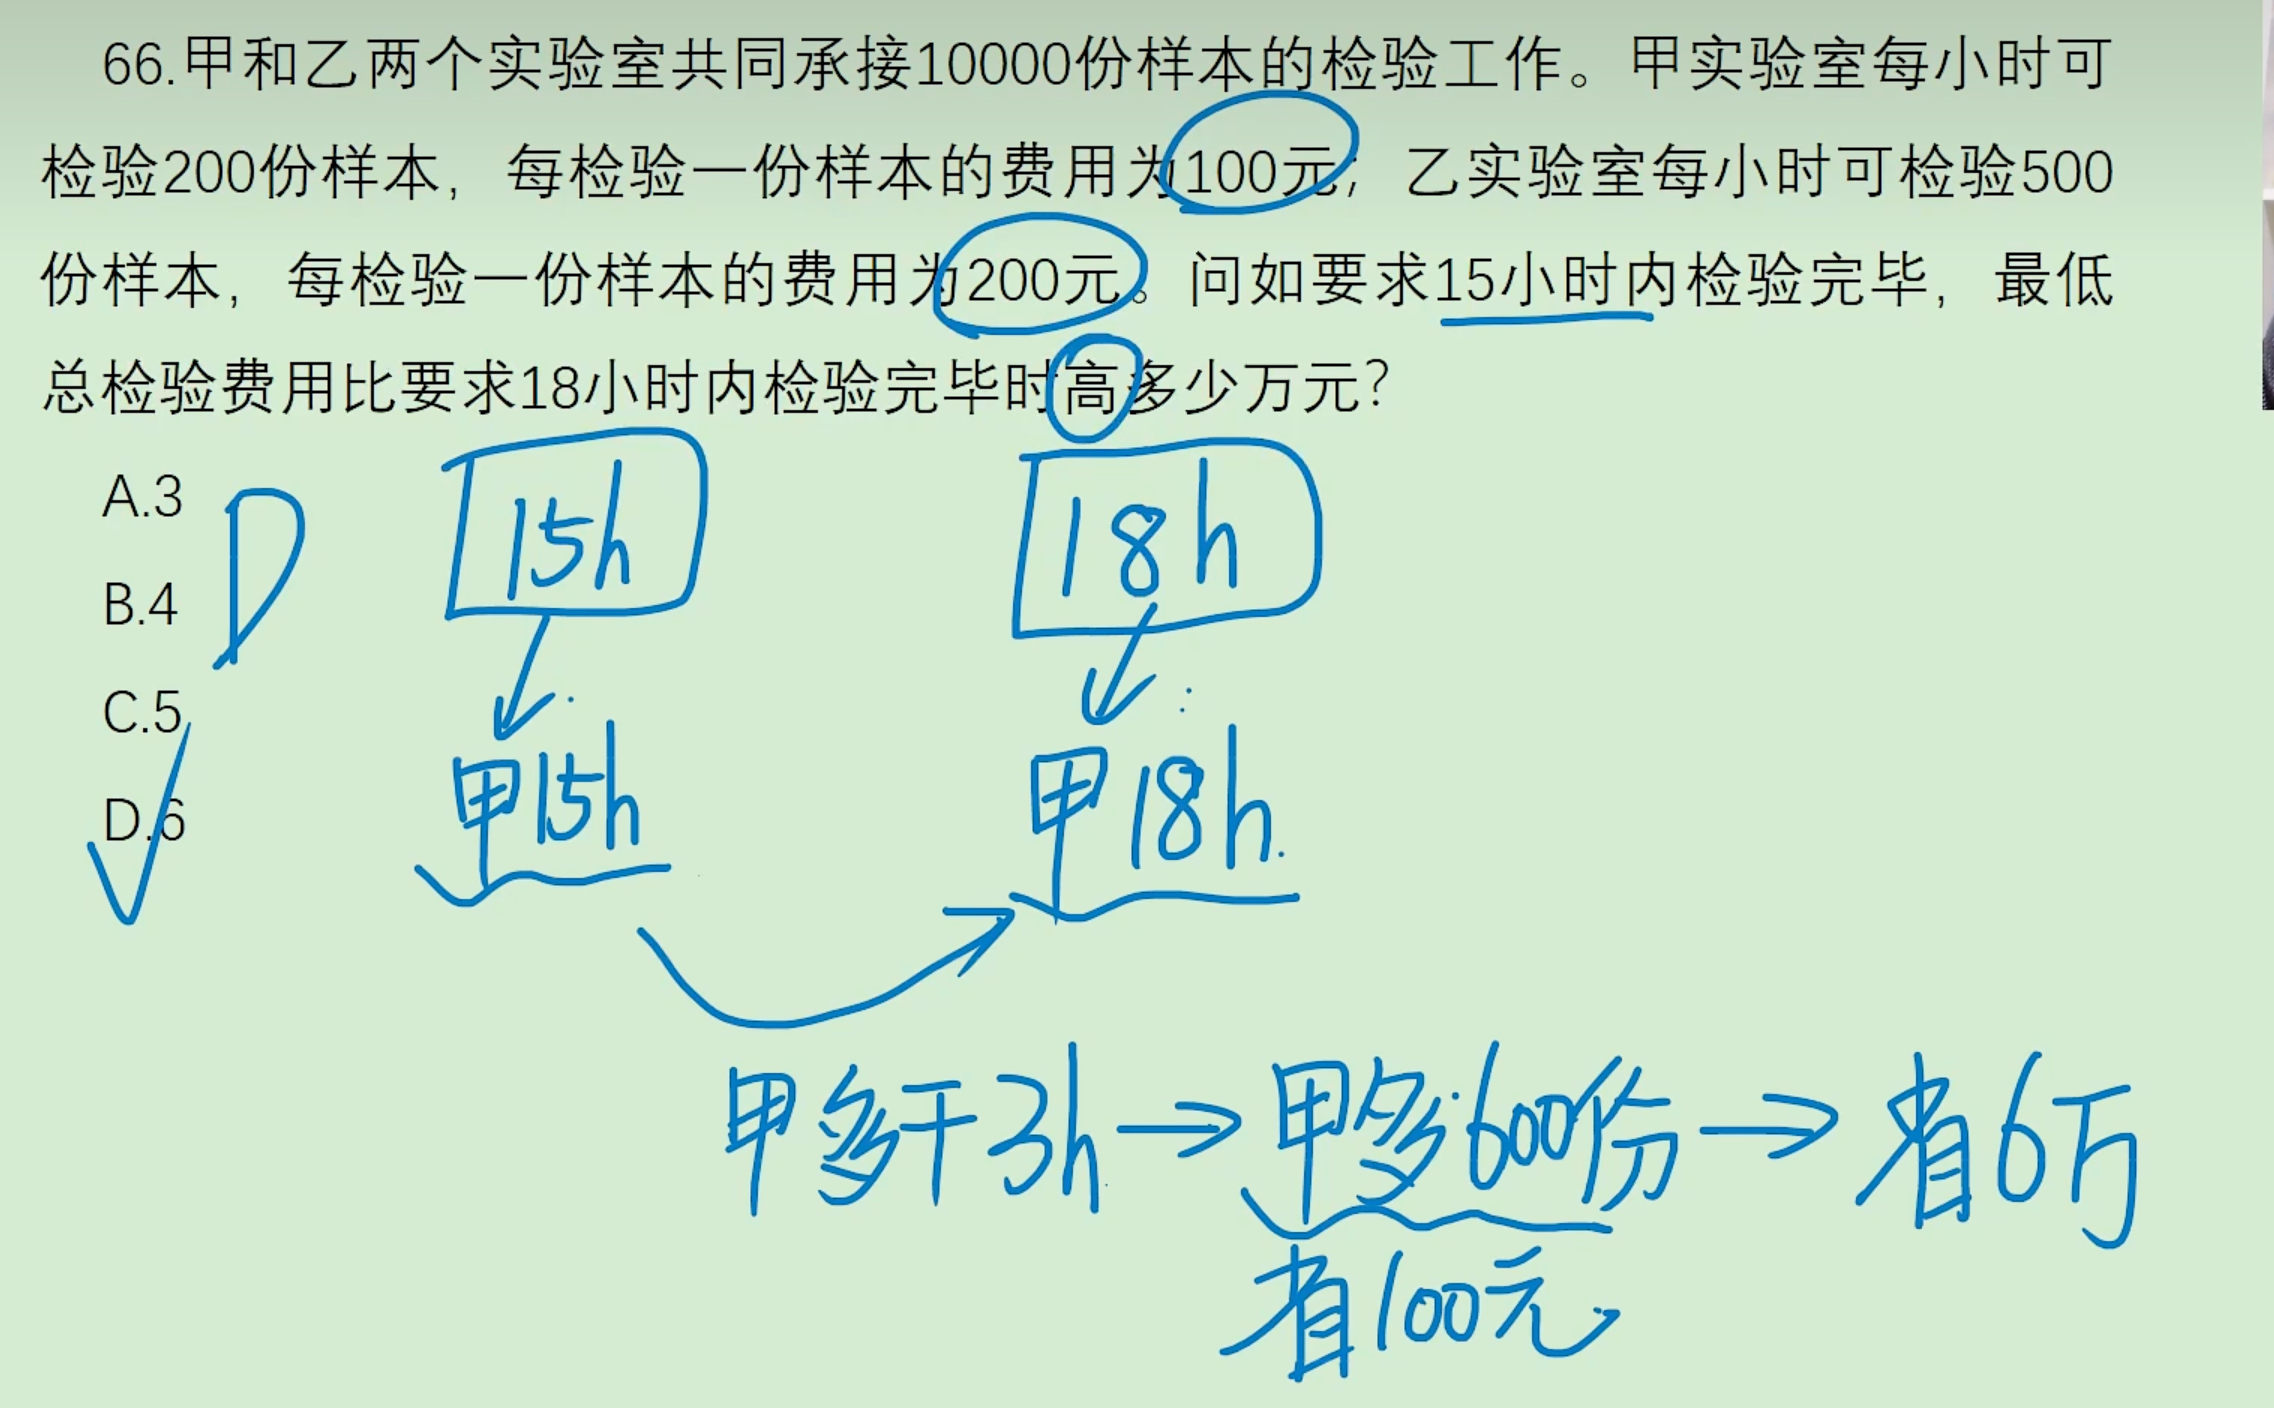 66.甲和乙两个实验室共同承接10000份样本的检验工作。甲实验室每小时可
检验200份样本，每检验一份样本的费用为100元；乙实验室每小时可检验500
份样本，每检验一份样本的费用为200元。问如要求15小时内检验完毕，最低
总检验费用比要求18小时内检验完毕时高多少万元？
A.3
B.4
C.5
D.6
D
15h
18h
甲15h
甲18h
甲多干3h→甲多600份→省6万
省100元